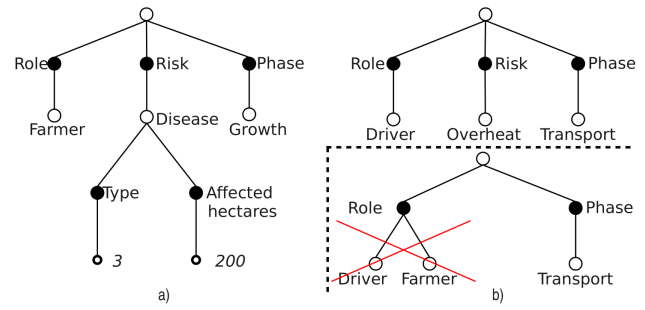 Role Risk Phase
Farmer Disease Growth
Type Affected hectares
3 200
a)
Role Risk Phase
Driver Overheat Transport
Role Phase
Driver Farmer Transport
b)